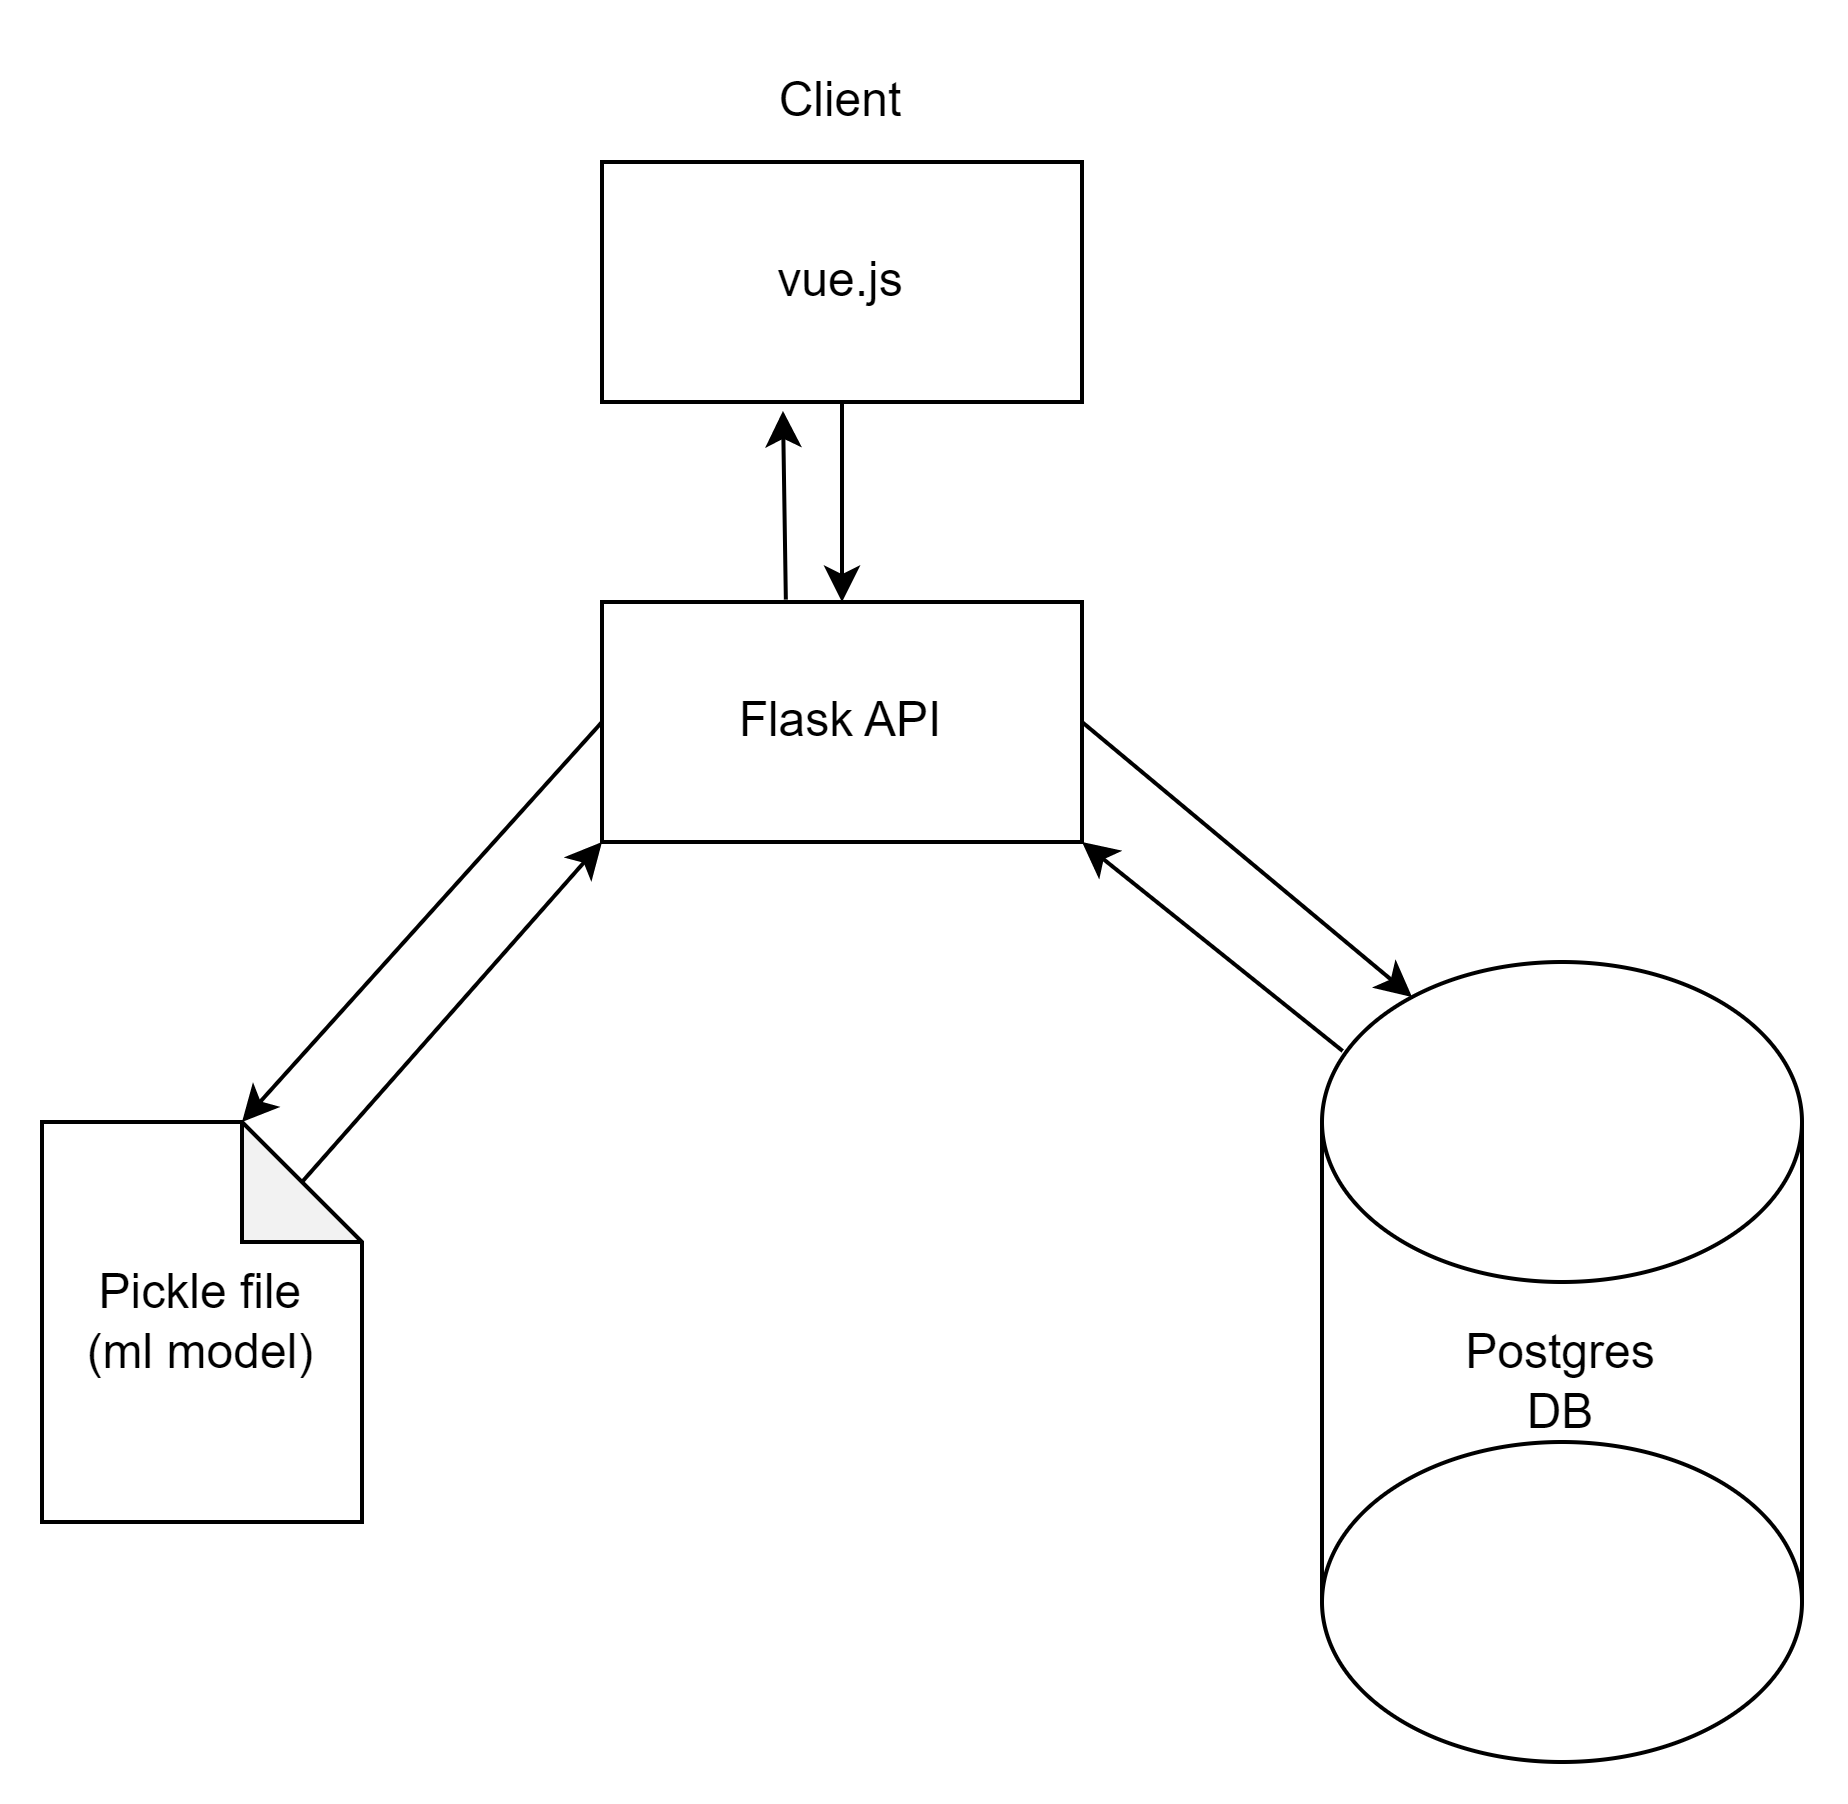 Client
vue.js
Flask API
Pickle file
(ml model)
Postgres
DB